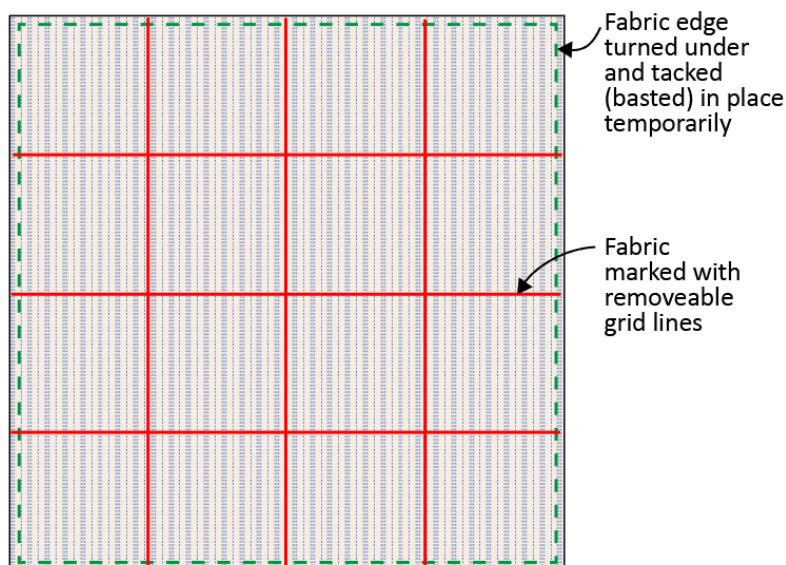 Fabric edge
turned under
and tacked
(basted) in place
temporarily
Fabric
marked with
removeable
grid lines